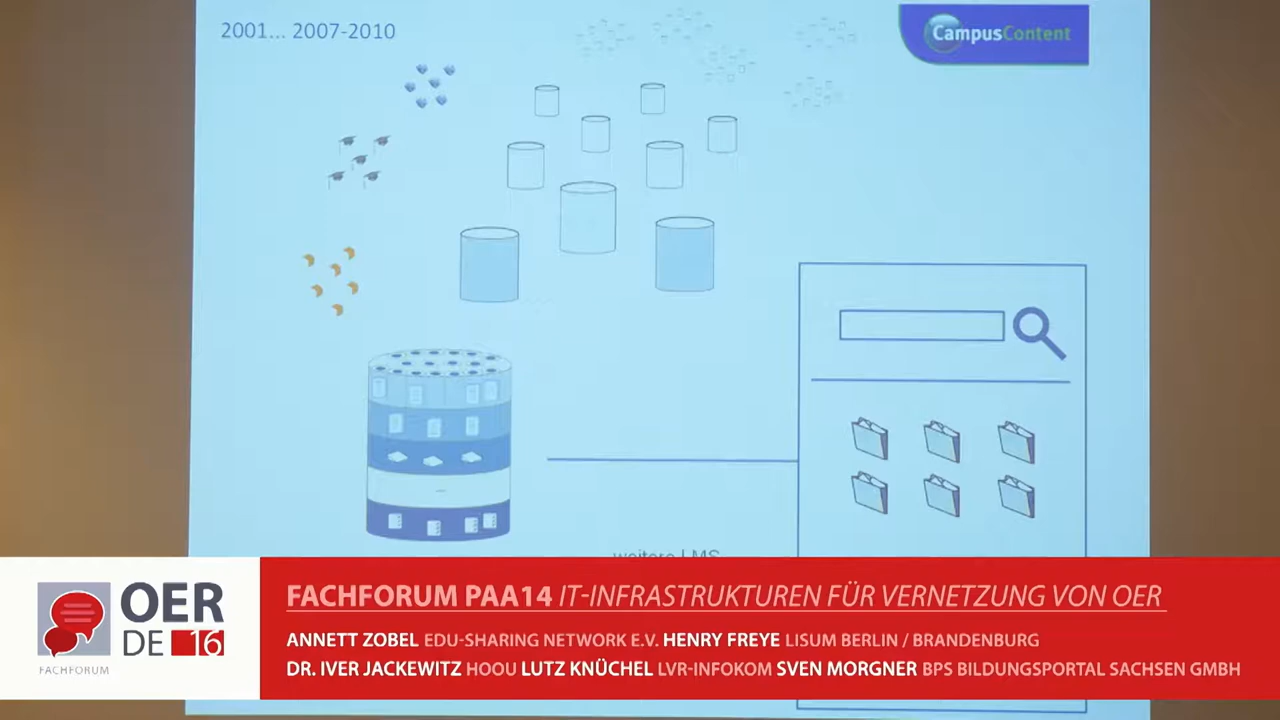 2001... 2007-2010
CampusContent
weitere LMS
OER
DE 16
FACHFORUM
FACHFORUM PAA14 IT-INFRASTRUKTUREN FÜR VERNETZUNG VON OER
ANNETT ZOBEL EDU-SHARING NETWORK E.V. HENRY FREYE LISUM BERLIN / BRANDENBURG
DR. IVER JACKEWITZ HOOU LUTZ KNÜCHEL LVR-INFOKOM SVEN MORGNER BPS BILDUNGSPORTAL SACHSEN GMBH